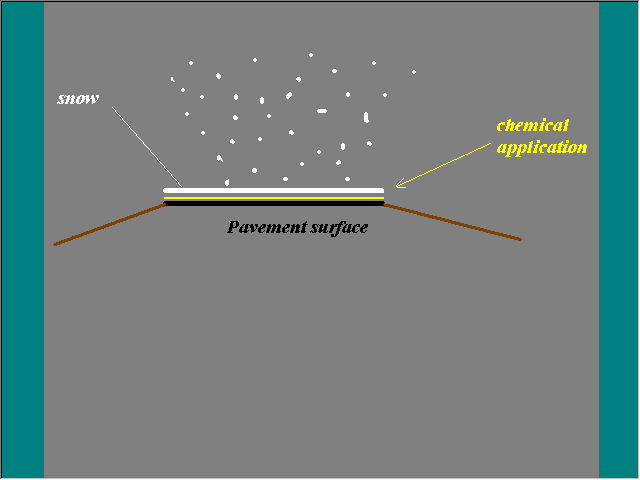 snow
chemical
application
Pavement surface